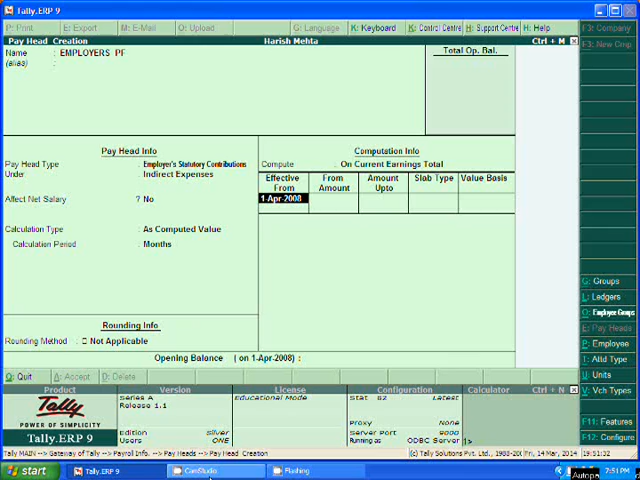 Tally.ERP 9
P: Print E: Export M: E-Mail O: Upload G: Language K: Keyboard K: Control Centre H: Support Centre H: Help F3: Company
Pay Head Creation Harish Mehta Ctrl + M F3: New Cmp
Name : EMPLOYERS PF Total Op. Bal.
(alias) :
Pay Head Info Computation Info
Pay Head Type : Employer's Statutory Contributions Compute : On Current Earnings Total
Under : Indirect Expenses
Effective From From Amount Amount Upto Slab Type Value Basis
1-Apr-2008
Affect Net Salary ? No
Calculation Type : As Computed Value
Calculation Period : Months
G: Groups
L: Ledgers
O: Employee Groups
E: Pay Heads
P: Employee
T: Attd Type
U: Units
V: Vch Types
Rounding Info
Rounding Method : Not Applicable
Opening Balance ( on 1-Apr-2008) :
Q: Quit A: Accept D: Delete
Product Version License Configuration Calculator Ctrl + N
Tally
POWER OF SIMPLICITY
Tally.ERP 9
Series A
Release 1.1
Edition Silver
Users ONE
Educational Mode
Stat 82 Latest
Proxy None
Server Port 9000
Running as ODBC Server
1>
F11: Features
F12: Configure
Tally MAIN --> Gateway of Tally --> Payroll Info. --> Pay Heads --> Pay Head Creation (c) Tally Solutions Pvt. Ltd., 1988-20 Fri, 14 Mar, 2014 19:51:32
start Tally.ERP 9 CamStudio Flashing 7:51 PM